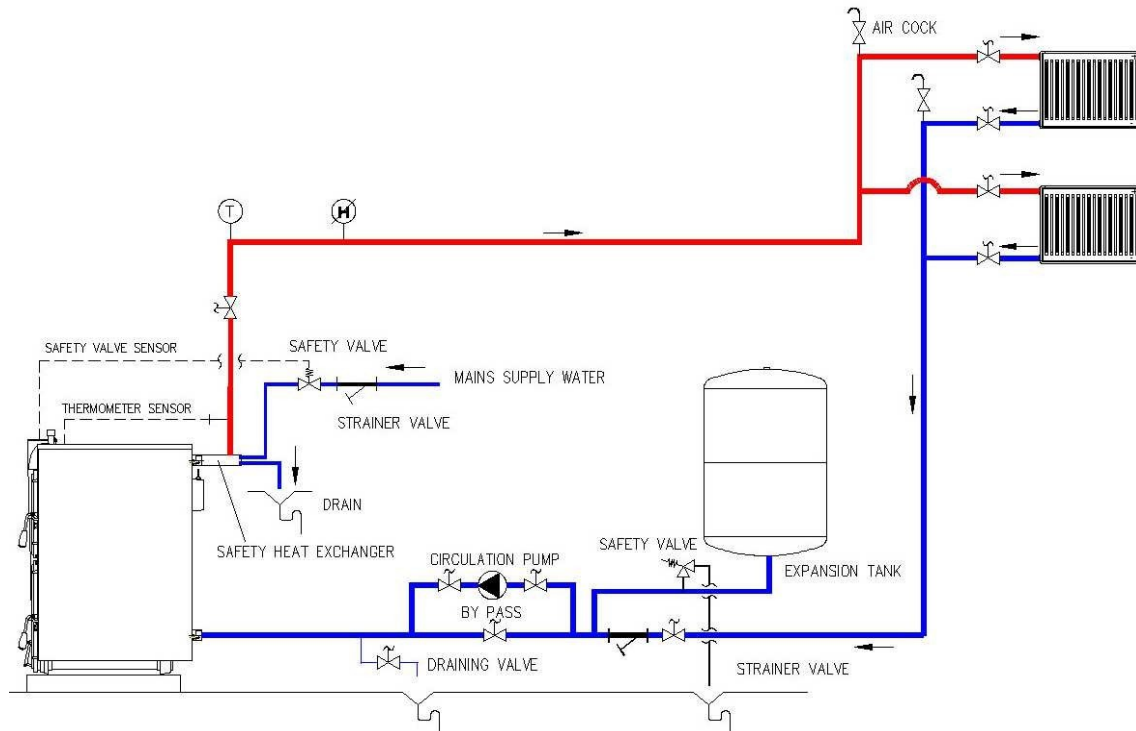 AIR COCK
T
H
SAFETY VALVE SENSOR
SAFETY VALVE
MAINS SUPPLY WATER
THERMOMETER SENSOR
STRAINER VALVE
DRAIN
SAFETY HEAT EXCHANGER
CIRCULATION PUMP
SAFETY VALVE
EXPANSION TANK
BY PASS
DRAINING VALVE
STRAINER VALVE